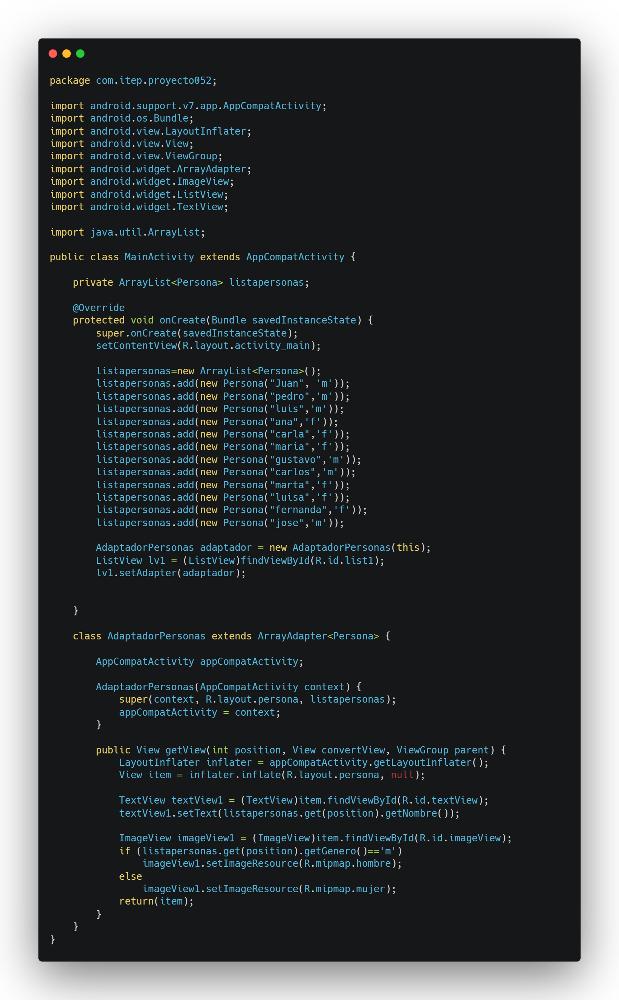 package com.itep.proyecto052;

import android.support.v7.app.AppCompatActivity;
import android.os.Bundle;
import android.view.LayoutInflater;
import android.view.View;
import android.view.ViewGroup;
import android.widget.ArrayAdapter;
import android.widget.ImageView;
import android.widget.ListView;
import android.widget.TextView;

import java.util.ArrayList;

public class MainActivity extends AppCompatActivity {

    private ArrayList<Persona> listapersonas;

    @Override
    protected void onCreate(Bundle savedInstanceState) {
        super.onCreate(savedInstanceState);
        setContentView(R.layout.activity_main);

        listapersonas=new ArrayList<Persona>();
        listapersonas.add(new Persona("Juan", 'm'));
        listapersonas.add(new Persona("pedro",'m'));
        listapersonas.add(new Persona("luis",'m'));
        listapersonas.add(new Persona("ana",'f'));
        listapersonas.add(new Persona("carla",'f'));
        listapersonas.add(new Persona("maria",'f'));
        listapersonas.add(new Persona("gustavo",'m'));
        listapersonas.add(new Persona("carlos",'m'));
        listapersonas.add(new Persona("marta",'f'));
        listapersonas.add(new Persona("luisa",'f'));
        listapersonas.add(new Persona("fernanda",'f'));
        listapersonas.add(new Persona("jose",'m'));

        AdaptadorPersonas adaptador = new AdaptadorPersonas(this);
        ListView lv1 = (ListView)findViewById(R.id.list1);
        lv1.setAdapter(adaptador);


    }

    class AdaptadorPersonas extends ArrayAdapter<Persona> {

        AppCompatActivity appCompatActivity;

        AdaptadorPersonas(AppCompatActivity context) {
            super(context, R.layout.persona, listapersonas);
            appCompatActivity = context;
        }

        public View getView(int position, View convertView, ViewGroup parent) {
            LayoutInflater inflater = appCompatActivity.getLayoutInflater();
            View item = inflater.inflate(R.layout.persona, null);

            TextView textView1 = (TextView)item.findViewById(R.id.textView);
            textView1.setText(listapersonas.get(position).getNombre());

            ImageView imageView1 = (ImageView)item.findViewById(R.id.imageView);
            if (listapersonas.get(position).getGenero()=='m')
                imageView1.setImageResource(R.mipmap.hombre);
            else
                imageView1.setImageResource(R.mipmap.mujer);
            return(item);
        }
    }
}